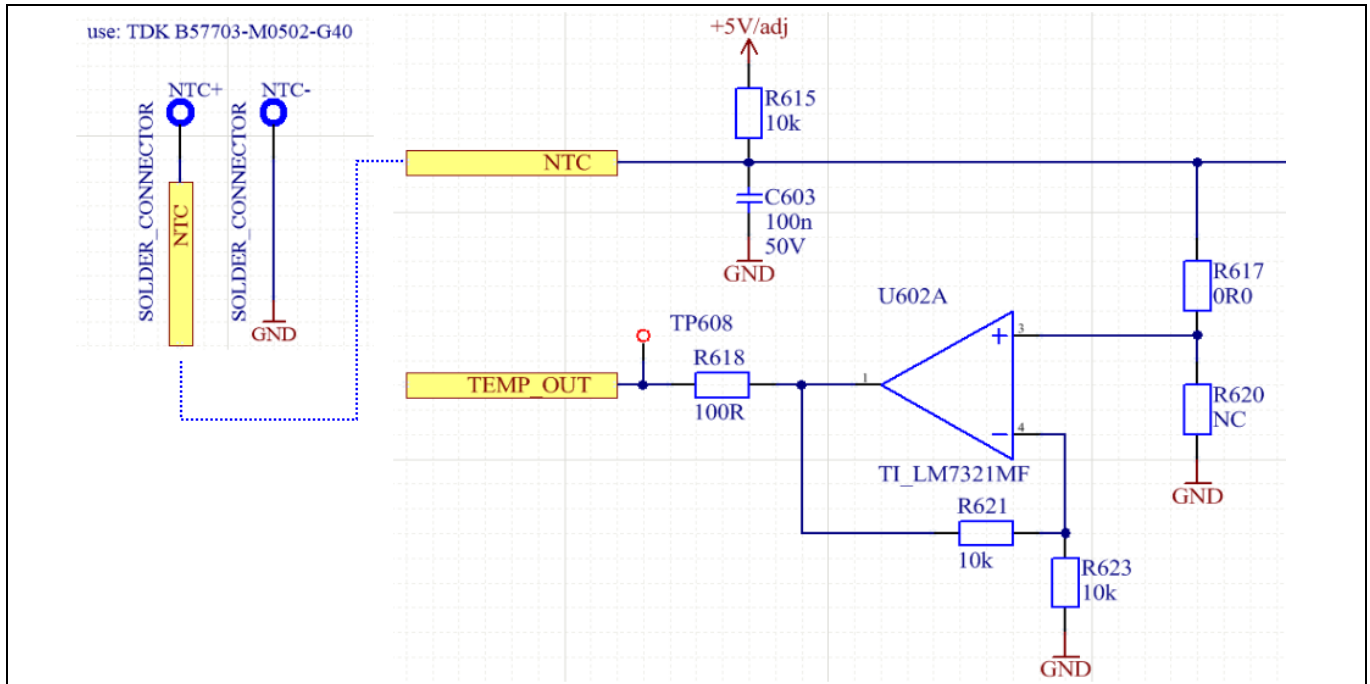 use: TDK B57703-M0502-G40
NTC+
NTC-
SOLDER_CONNECTOR
SOLDER_CONNECTOR
NTC
GND
+5V/adj
R615
10k
NTC
C603
100n
50V
GND
R617
0R0
U602A
TP608
3
R618
TEMP_OUT
1
100R
R620
NC
4
TI_LM7321MF
GND
R621
10k
R623
10k
GND